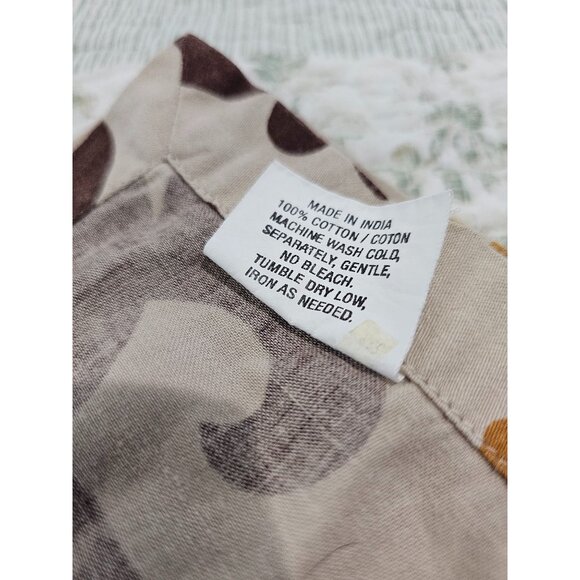 MADE IN INDIA
100% COTTON / COTON
MACHINE WASH COLD,
SEPARATELY, GENTLE,
NO BLEACH.
TUMBLE DRY LOW,
IRON AS NEEDED.